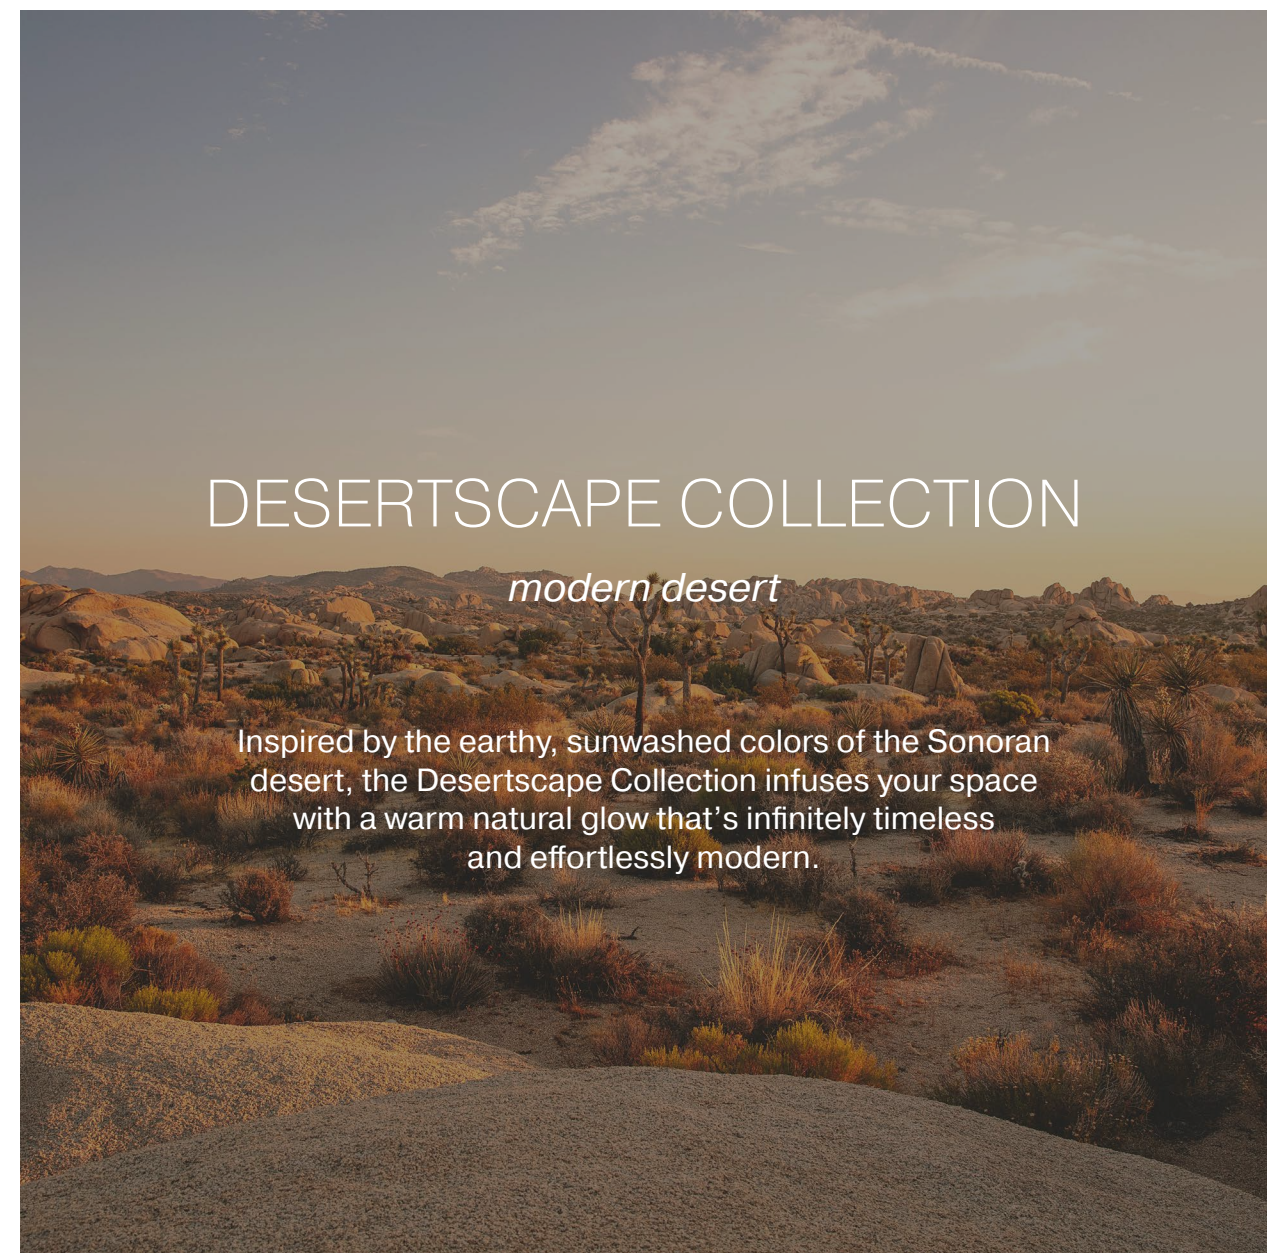 DESERTSCAPE COLLECTION
modern desert
Inspired by the earthy, sunwashed colors of the Sonoran
desert, the Desertscape Collection infuses your space
with a warm natural glow that’s infinitely timeless
and effortlessly modern.